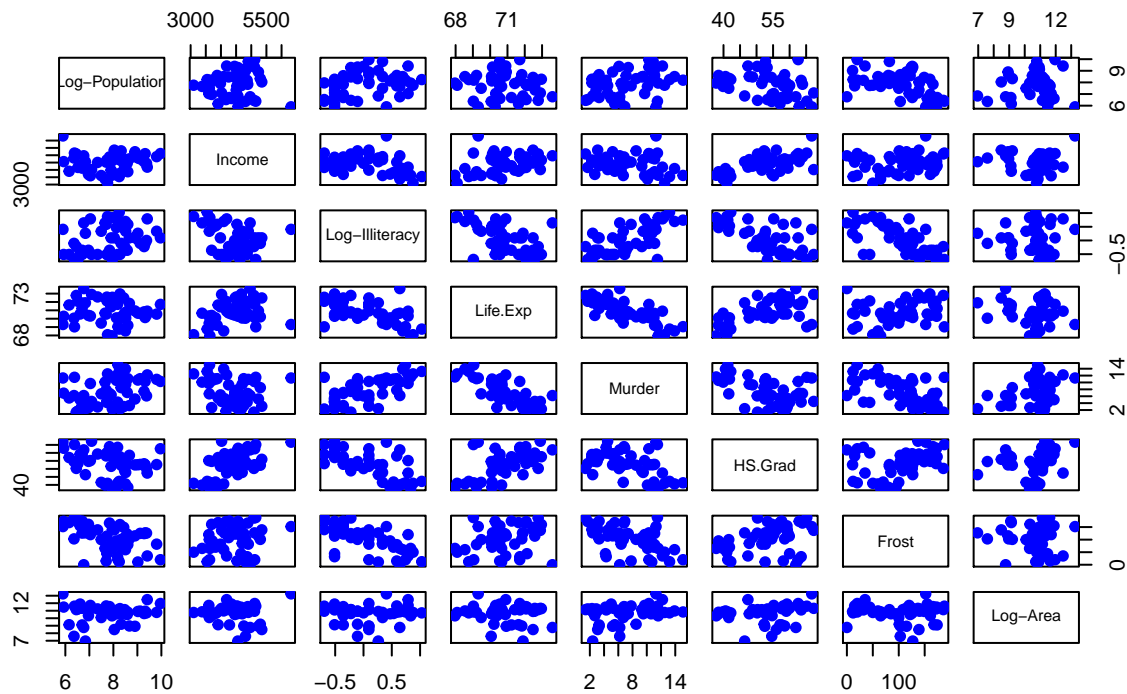 3000 5500 68 71 40 55 7 9 12
Log−Population 9 6
3000 Income
Log−Illiteracy −0.5
73 68 Life.Exp
Murder 14 2
40 HS.Grad
Frost 0
12 7 Log−Area
6 8 10 −0.5 0.5 2 8 14 0 100